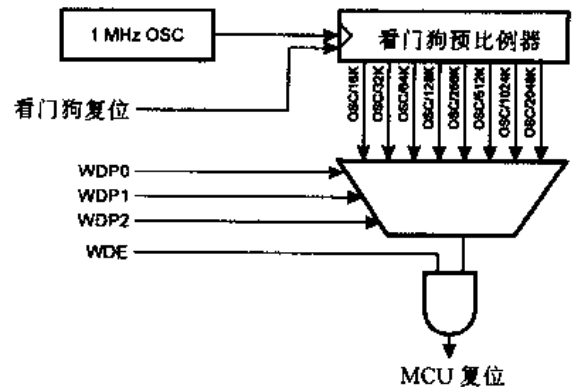 1 MHz OSC
看门狗预比例器
看门狗复位
OSC/16K
OSC/32K
OSC/64K
OSC/128K
OSC/256K
OSC/512K
OSC/1024K
OSC/2048K
WDP0
WDP1
WDP2
WDE
MCU 复位